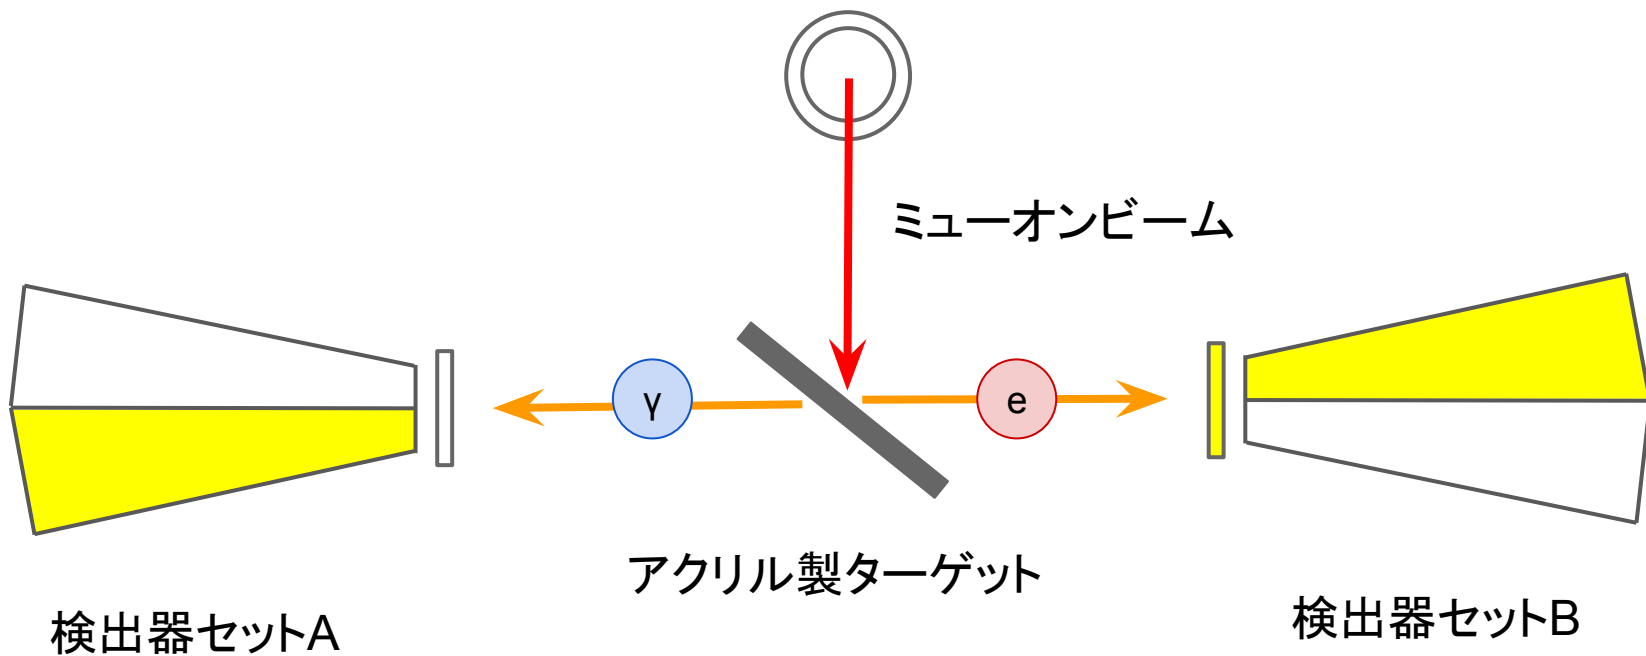 ミューオンビーム
γ
e
アクリル製ターゲット
検出器セットA
検出器セットB